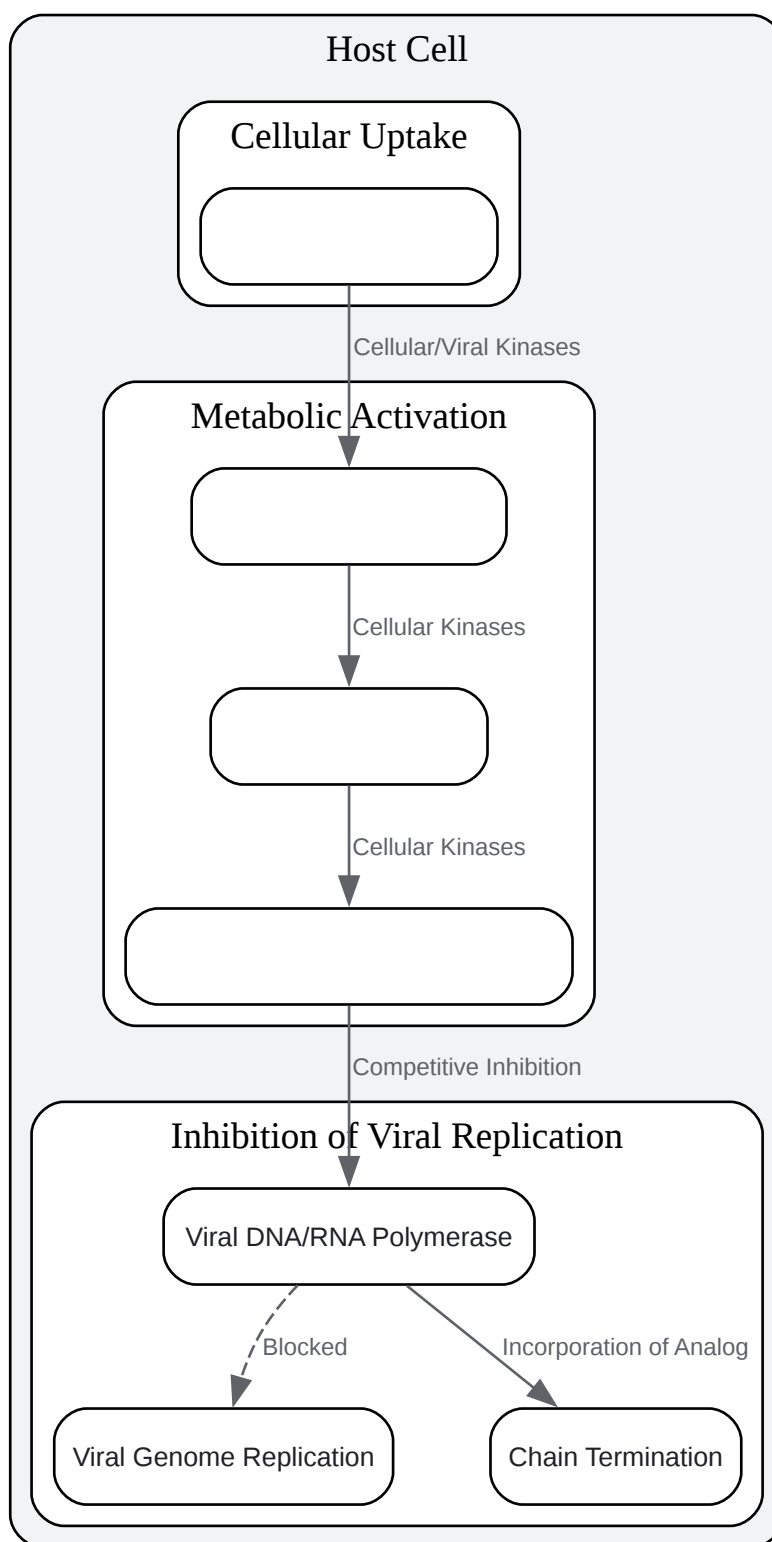 Host Cell
Cellular Uptake
Cellular/Viral Kinases
Metabolic Activation
Cellular Kinases
Cellular Kinases
Competitive Inhibition
Inhibition of Viral Replication
Viral DNA/RNA Polymerase
Blocked
Incorporation of Analog
Viral Genome Replication
Chain Termination